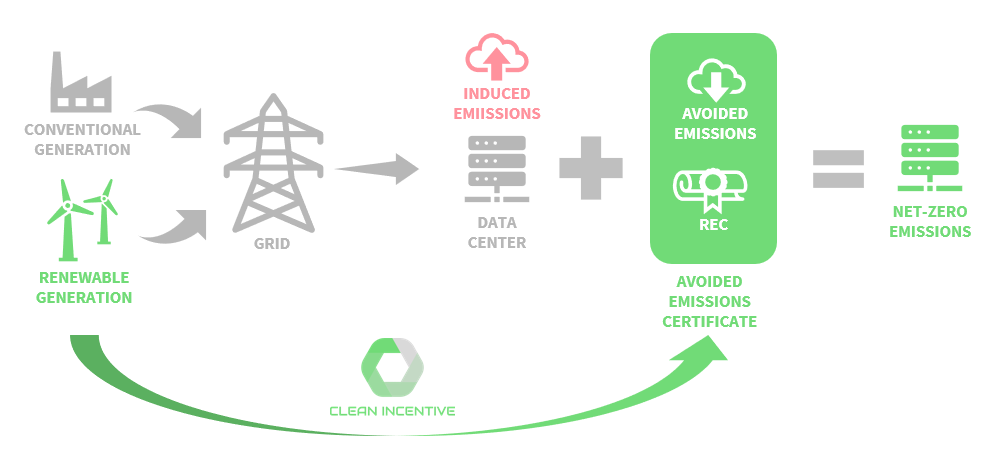 CONVENTIONAL
GENERATION
RENEWABLE
GENERATION
GRID
INDUCED
EMIISSIONS
DATA
CENTER
AVOIDED
EMISSIONS
REC
AVOIDED
EMISSIONS
CERTIFICATE
NET-ZERO
EMISSIONS
CLEAN INCENTIVE